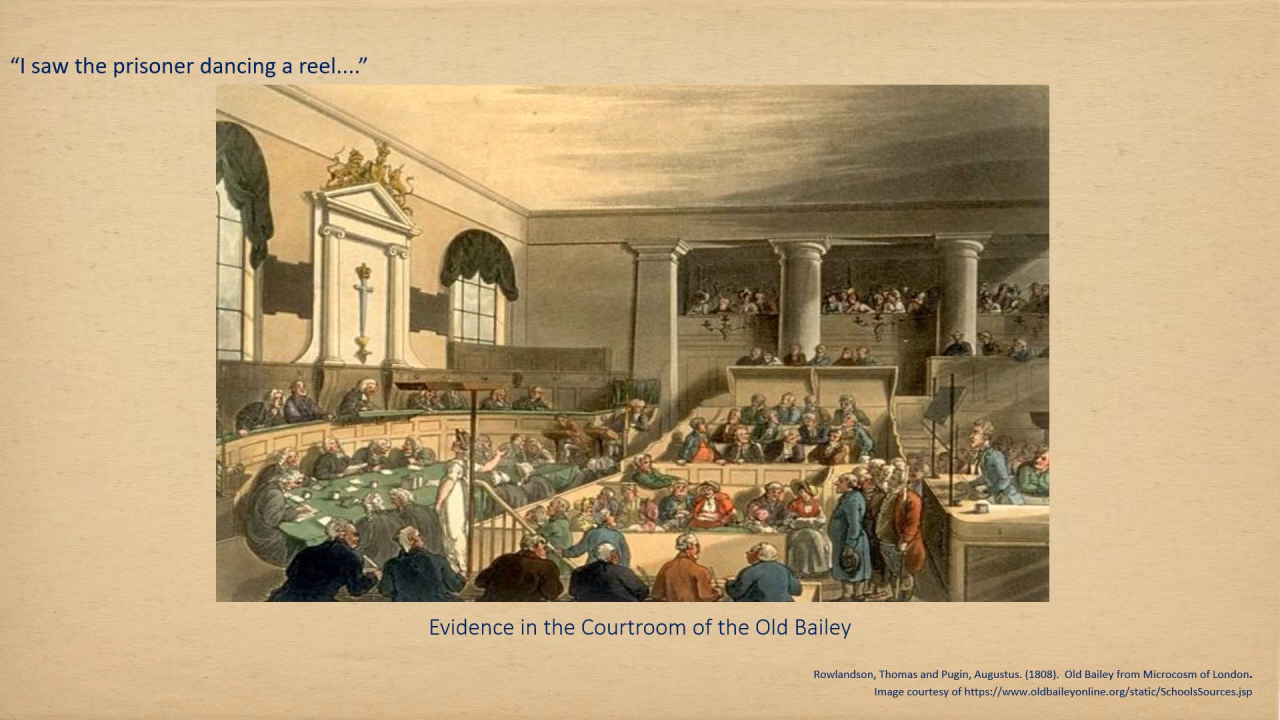 “I saw the prisoner dancing a reel....”
Evidence in the Courtroom of the Old Bailey
Rowlandson, Thomas and Pugin, Augustus. (1808).  Old Bailey from Microcosm of London.
Image courtesy of https://www.oldbaileyonline.org/static/SchoolsSources.jsp